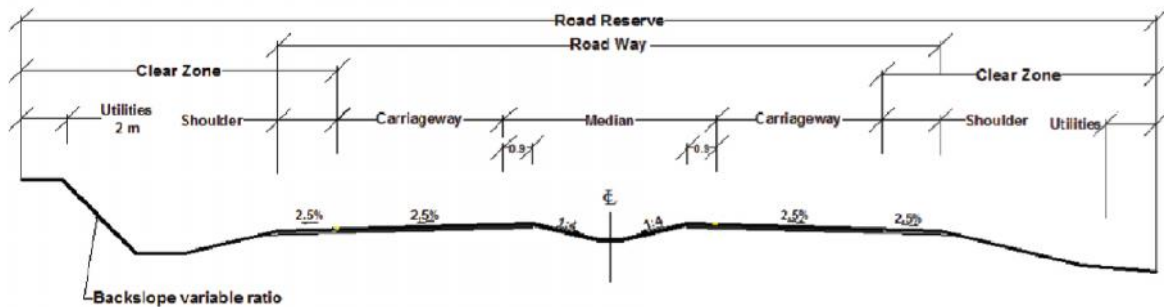 Road Reserve
Road Way
Clear Zone
Clear Zone
Utilities
2 m
Shoulder
Carriageway
Median
Carriageway
Shoulder
Utilities
0.9
0.9
℄
2.5%
2.5%
1:4
1:4
2.5%
2.5%
Backslope variable ratio